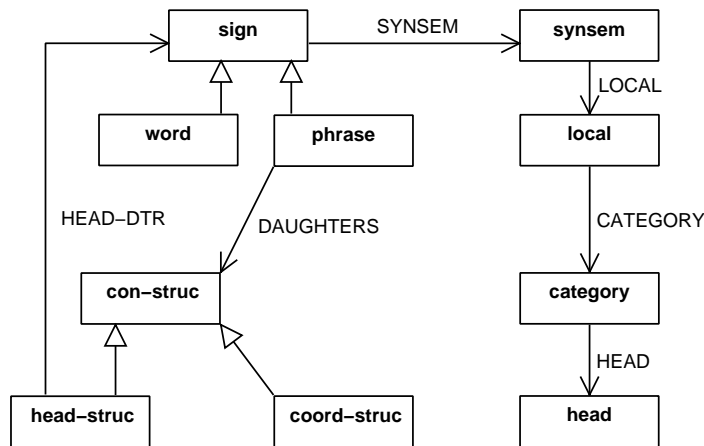 sign
SYNSEM
synsem
LOCAL
word
phrase
local
HEAD–DTR
DAUGHTERS
CATEGORY
con–struc
category
HEAD
head–struc
coord–struc
head